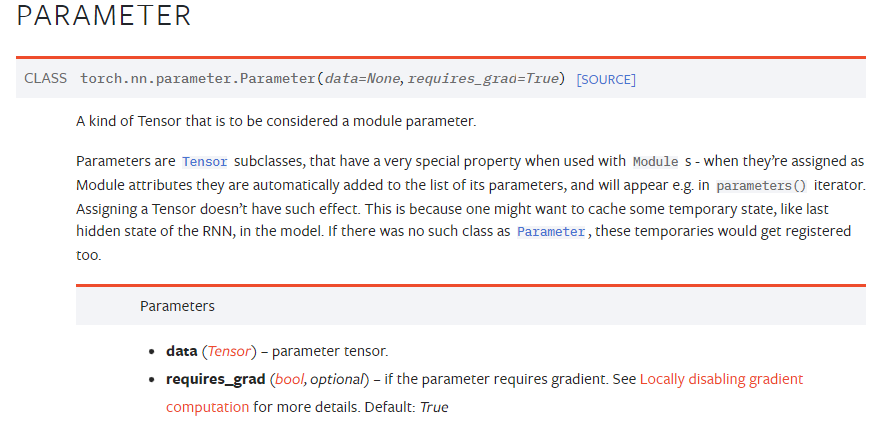 PARAMETER
CLASS torch.nn.parameter.Parameter(data=None, requires_grad=True) [SOURCE]
A kind of Tensor that is to be considered a module parameter.
Parameters are Tensor subclasses, that have a very special property when used with Module s - when they’re assigned as
Module attributes they are automatically added to the list of its parameters, and will appear e.g. in parameters() iterator.
Assigning a Tensor doesn’t have such effect. This is because one might want to cache some temporary state, like last
hidden state of the RNN, in the model. If there was no such class as Parameter, these temporaries would get registered
too.
Parameters
• data (Tensor) – parameter tensor.
• requires_grad (bool, optional) – if the parameter requires gradient. See Locally disabling gradient
computation for more details. Default: True